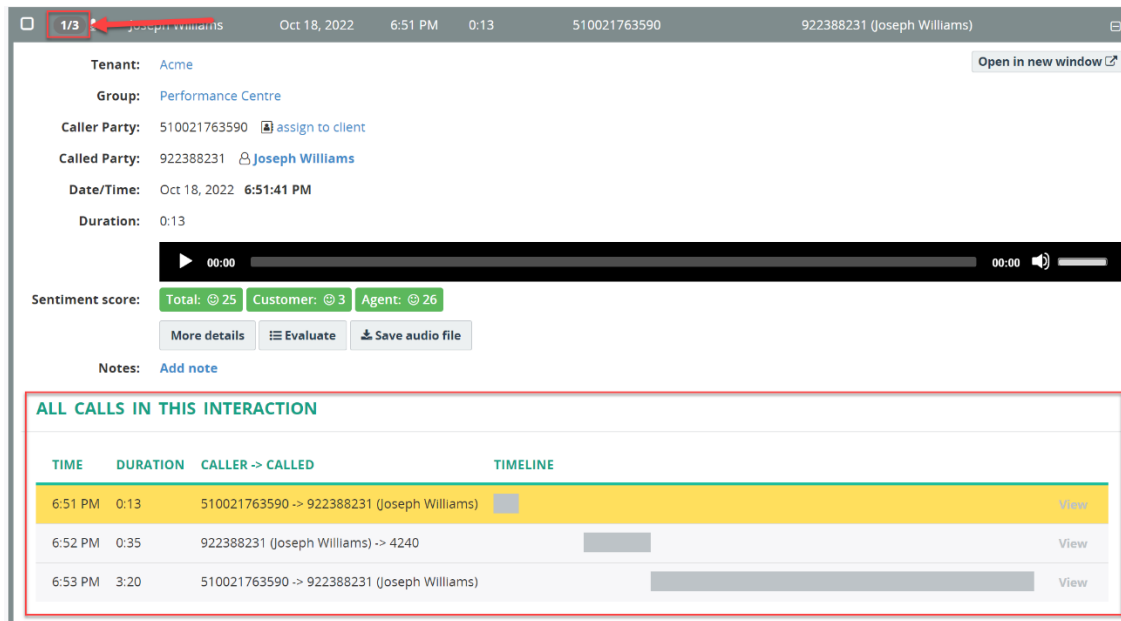 1/3 Joseph Williams Oct 18, 2022 6:51 PM 0:13 510021763590 922388231 (Joseph Williams)
Open in new window
Tenant: Acme
Group: Performance Centre
Caller Party: 510021763590 assign to client
Called Party: 922388231 Joseph Williams
Date/Time: Oct 18, 2022 6:51:41 PM
Duration: 0:13
00:00 00:00
Sentiment score: Total: 25 Customer: 3 Agent: 26
More details Evaluate Save audio file
Notes: Add note
ALL CALLS IN THIS INTERACTION
TIME DURATION CALLER -> CALLED TIMELINE
6:51 PM 0:13 510021763590 -> 922388231 (Joseph Williams) View
6:52 PM 0:35 922388231 (Joseph Williams) -> 4240 View
6:53 PM 3:20 510021763590 -> 922388231 (Joseph Williams) View